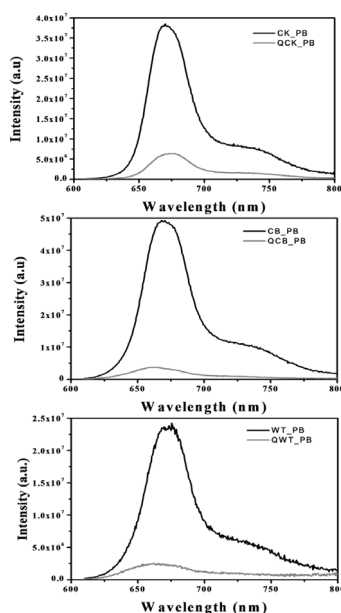 4.0x10⁷
3.5x10⁷
3.0x10⁷
2.5x10⁷
2.0x10⁷
1.5x10⁷
1.0x10⁷
5.0x10⁶
0.0
Intensity (a.u)
CK_PB
QCK_PB
600 650 700 750 800
Wavelength (nm)
5x10⁷
4x10⁷
3x10⁷
2x10⁷
1x10⁷
0
Intensity (a.u)
CB_PB
QCB_PB
600 650 700 750 800
Wavelength (nm)
2.5x10⁷
2.0x10⁷
1.5x10⁷
1.0x10⁷
5.0x10⁶
0.0
Intensity (a.u.)
WT_PB
QWT_PB
600 650 700 750 800
Wavelength (nm)